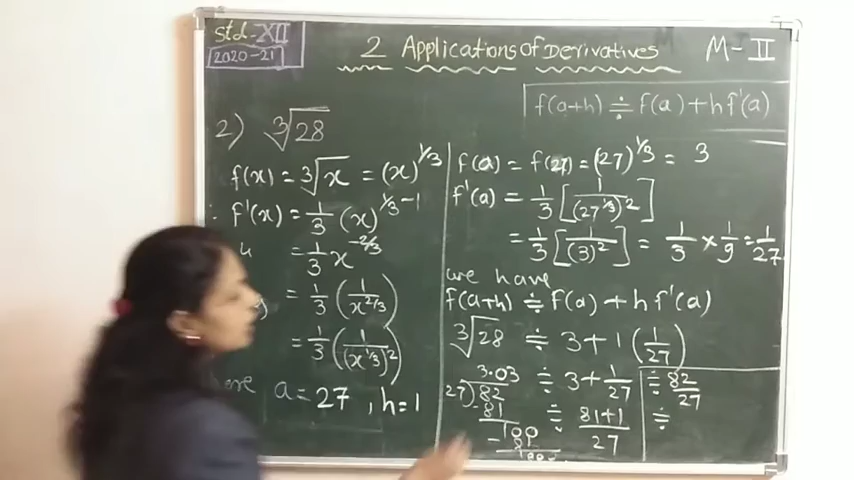 Std-XII
2020-21
2 Applications of Derivatives
M-II
f(a+h) ≑ f(a)+hf'(a)
2) ∛28
f(x) = ∛x = (x)^1/3
f'(x) = 1/3 (x)^1/3-1
= 1/3 x^-2/3
= 1/3 (1/x^2/3)
= 1/3 (1/(x^1/3)^2)
a=27, h=1
f(a) = f(27) = (27)^1/3 = 3
f'(a) = 1/3 [1/(27^1/3)^2]
= 1/3 [1/(3)^2] = 1/3 × 1/9 = 1/27
we have
f(a+h) ≑ f(a) + hf'(a)
∛28 ≑ 3+1(1/27)
≑ 3+1/27
≑ 81+1/27
3.03
27)82
-81
100
- 81
≑ 82/27
≑